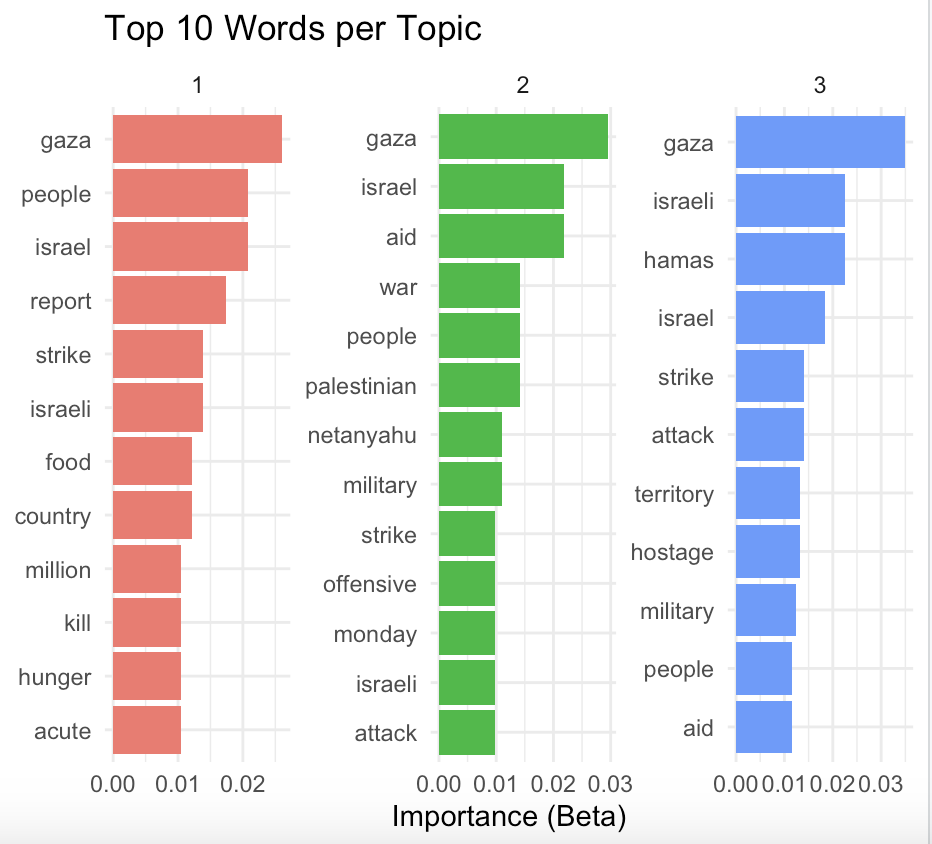 Top 10 Words per Topic
1
gaza
people
israel
report
strike
israeli
food
country
million
kill
hunger
acute
0.00 0.01 0.02
2
gaza
israel
aid
war
people
palestinian
netanyahu
military
strike
offensive
monday
israeli
attack
0.00 0.01 0.02 0.03
3
gaza
israeli
hamas
israel
strike
attack
territory
hostage
military
people
aid
0.00 0.01 0.02 0.03
Importance (Beta)